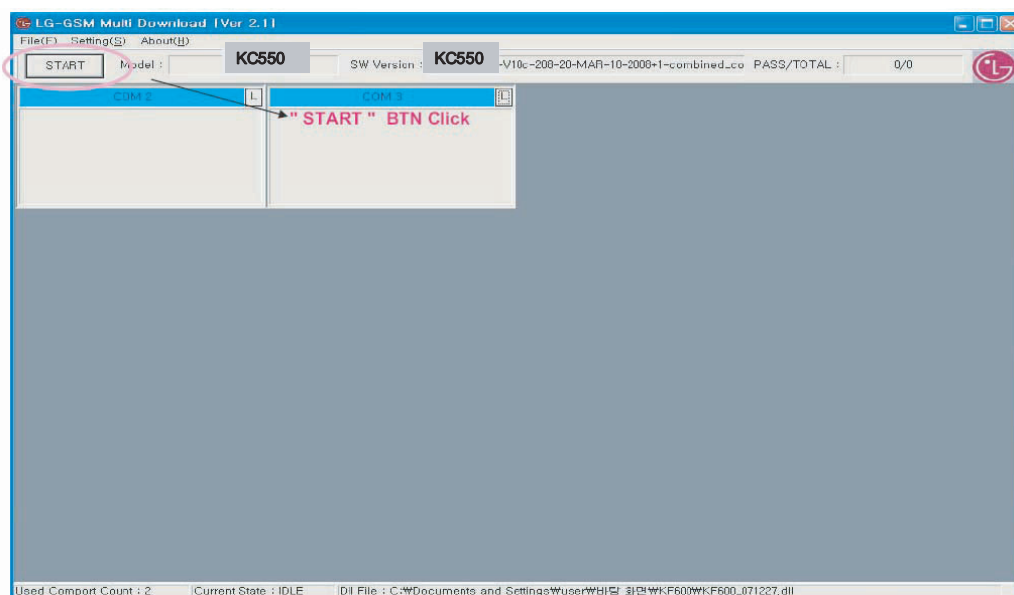 LG-GSM Multi Download [Ver 2.1]
File(F) Setting(S) About(H)
START Model : KC550 SW Version : KC550 -V10c-208-20-MAR-10-2008+1-combined_co PASS/TOTAL : 0/0
COM 2 L COM 3 L
" START " BTN Click
Used Comport Count : 2 Current State : IDLE Dll File : C:₩Documents and Settings₩user₩바탕 화면₩KF600₩KF600_071227.dll